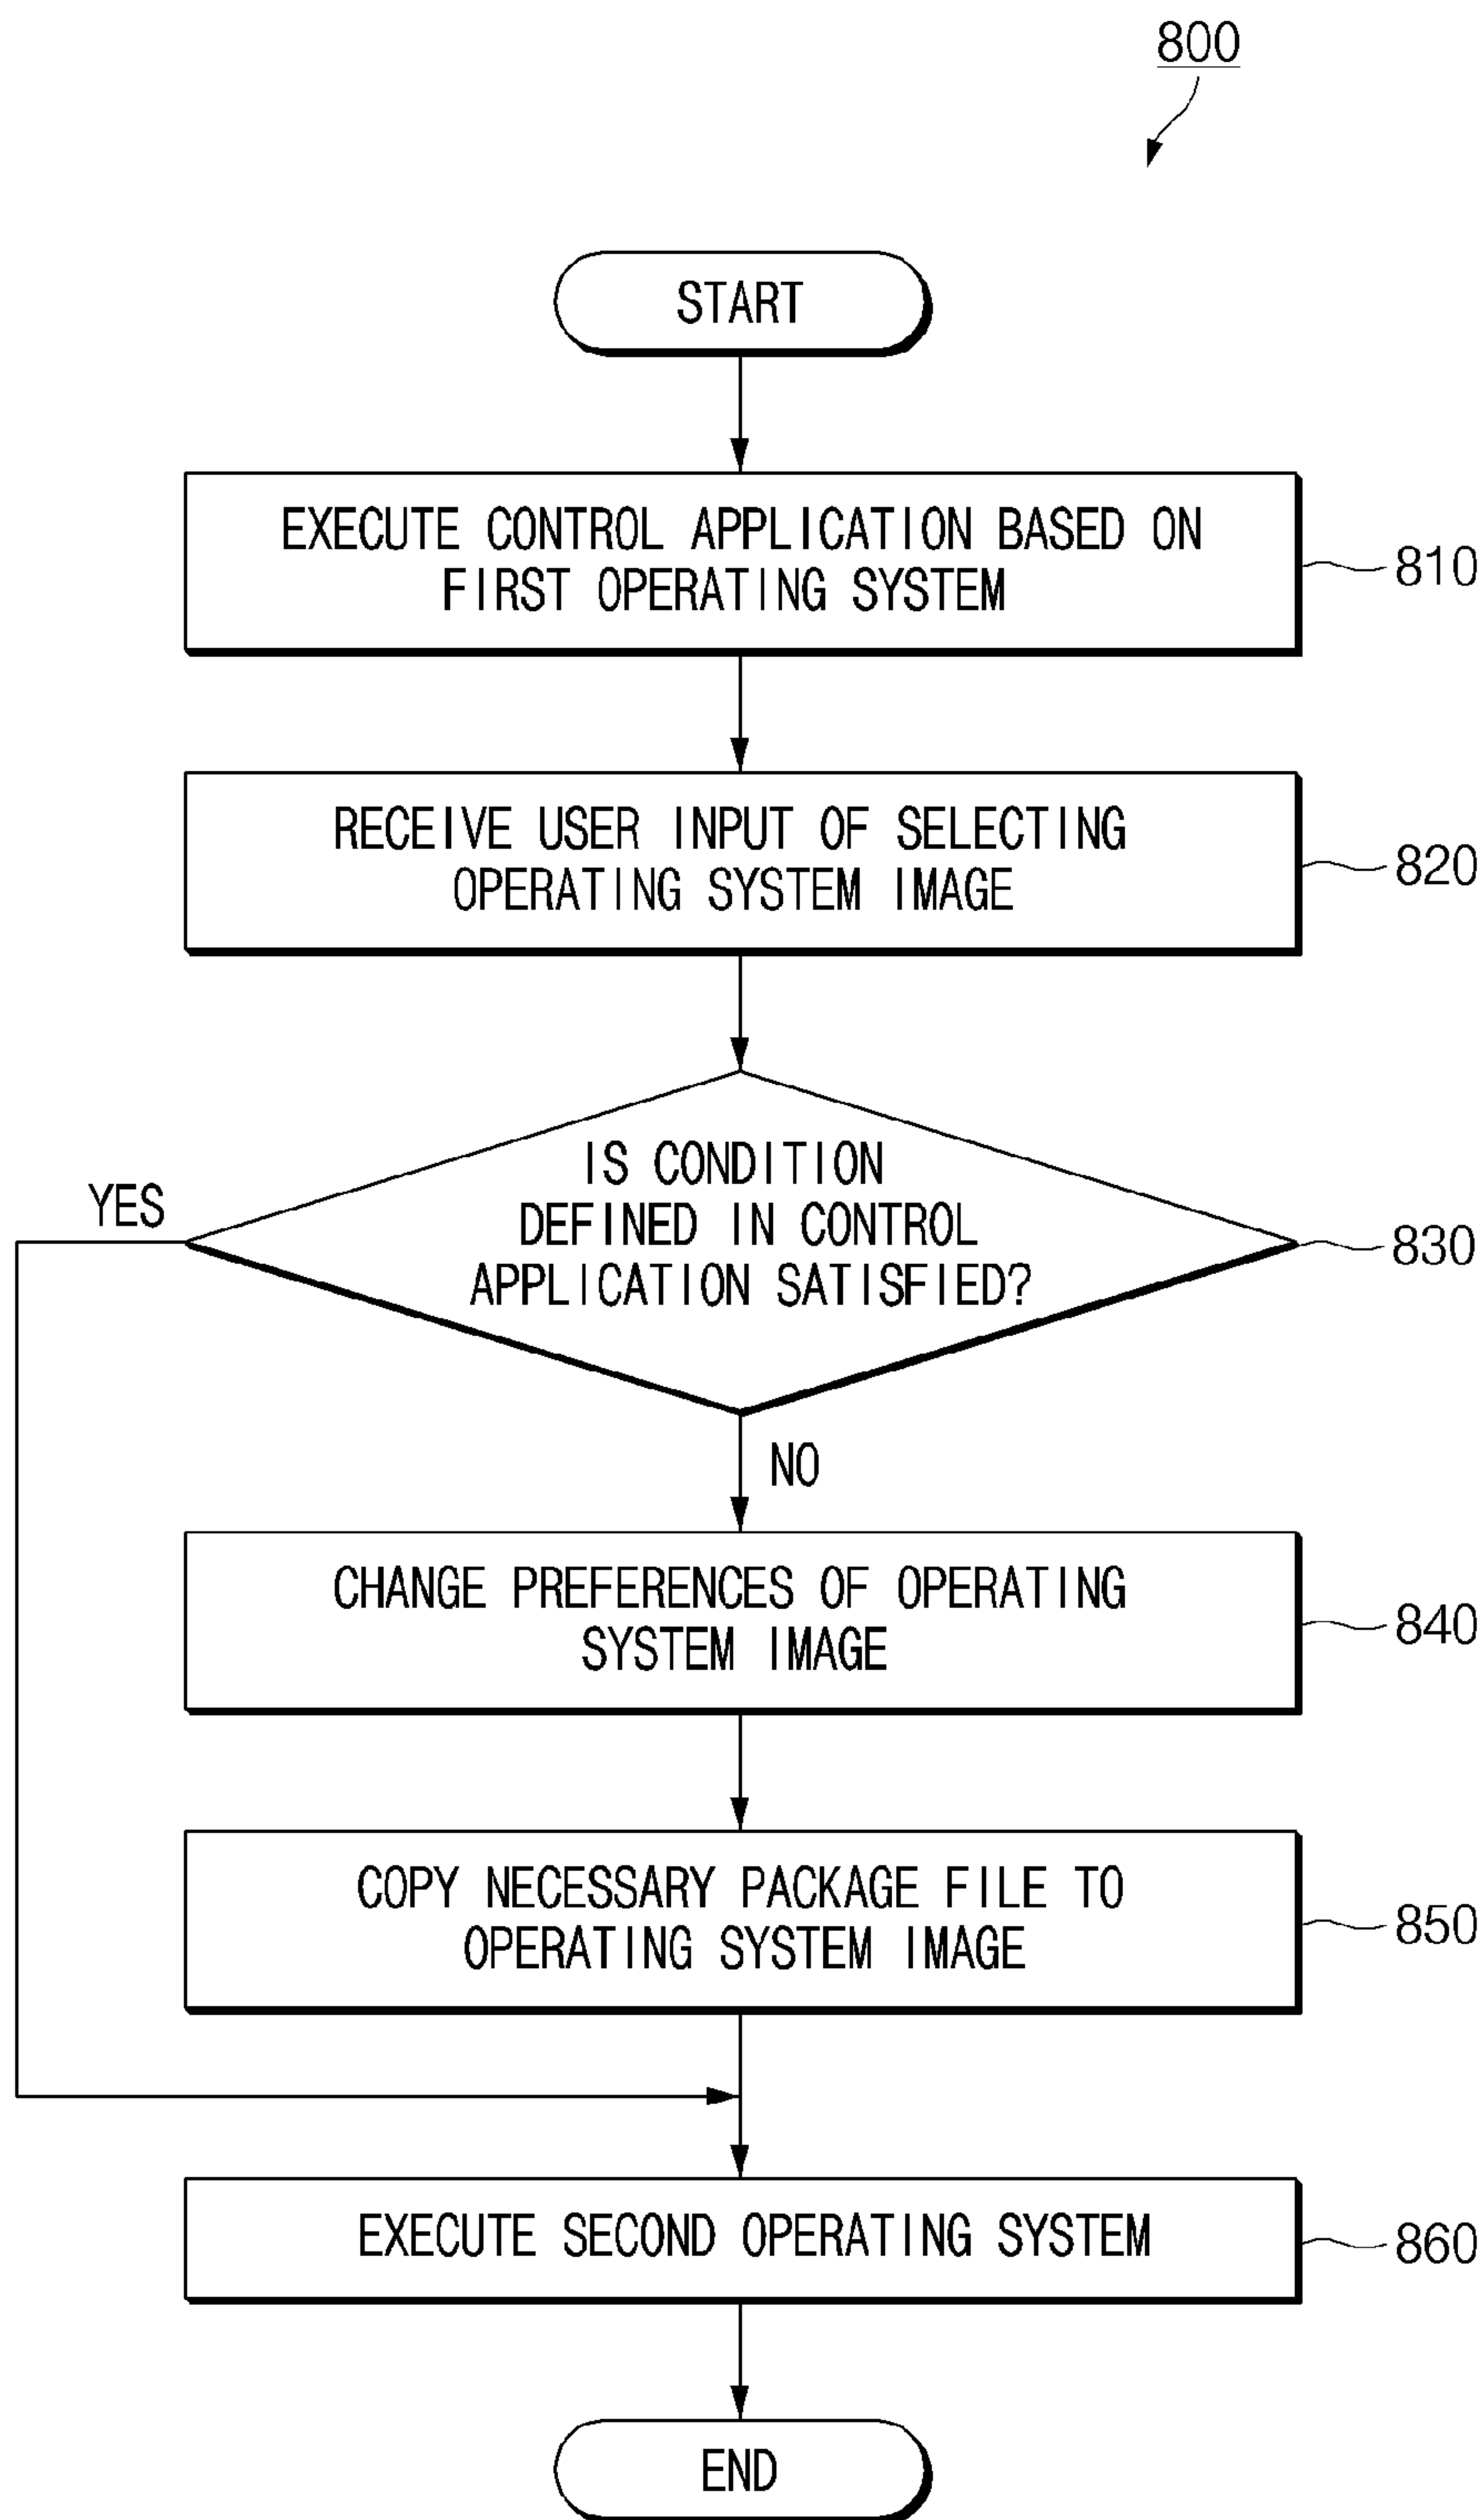 800
START
EXECUTE CONTROL APPLICATION BASED ON
FIRST OPERATING SYSTEM
810
RECEIVE USER INPUT OF SELECTING
OPERATING SYSTEM IMAGE
820
IS CONDITION
DEFINED IN CONTROL
APPLICATION SATISFIED?
YES
830
NO
CHANGE PREFERENCES OF OPERATING
SYSTEM IMAGE
840
COPY NECESSARY PACKAGE FILE TO
OPERATING SYSTEM IMAGE
850
EXECUTE SECOND OPERATING SYSTEM
860
END